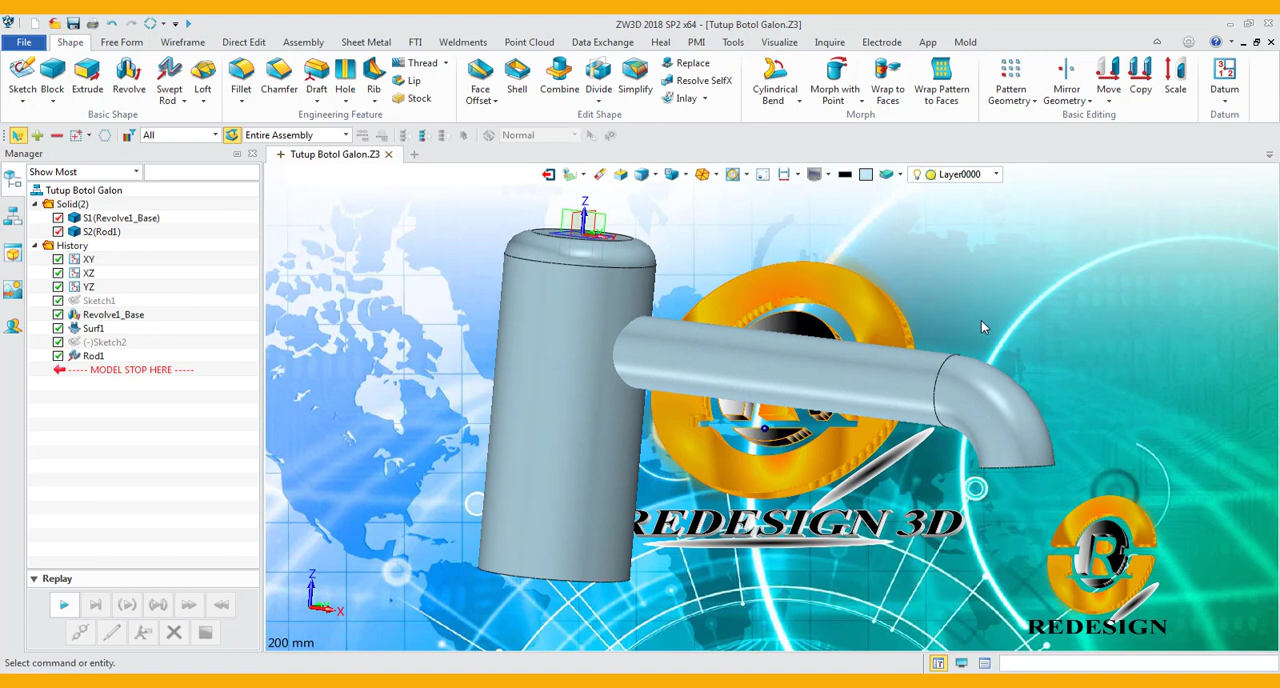 ZW3D 2018 SP2 x64 - [Tutup Botol Galon.Z3]
File Shape Free Form Wireframe Direct Edit Assembly Sheet Metal FTI Weldments Point Cloud Data Exchange Heal PMI Tools Visualize Inquire Electrode App Mold
Sketch Block Extrude Revolve Swept Rod Loft
Basic Shape
Fillet Chamfer Draft Hole Rib Thread Lip Stock
Engineering Feature
Face Offset Shell Combine Divide Simplify Replace Resolve SelfX Inlay
Edit Shape
Cylindrical Bend Morph with Point Wrap to Faces Wrap Pattern to Faces
Morph
Pattern Geometry Mirror Geometry Move Copy Scale
Basic Editing
Datum
Datum
All Entire Assembly Normal
Manager
Tutup Botol Galon.Z3
Show Most
Layer0000
Tutup Botol Galon
Solid(2)
S1(Revolve1_Base)
S2(Rod1)
History
XY
XZ
YZ
Sketch1
Revolve1_Base
Surf1
(-)Sketch2
Rod1
----- MODEL STOP HERE -----
Replay
Z
Z
X
200 mm
REDESIGN 3D
R
REDESIGN
Select command or entity.